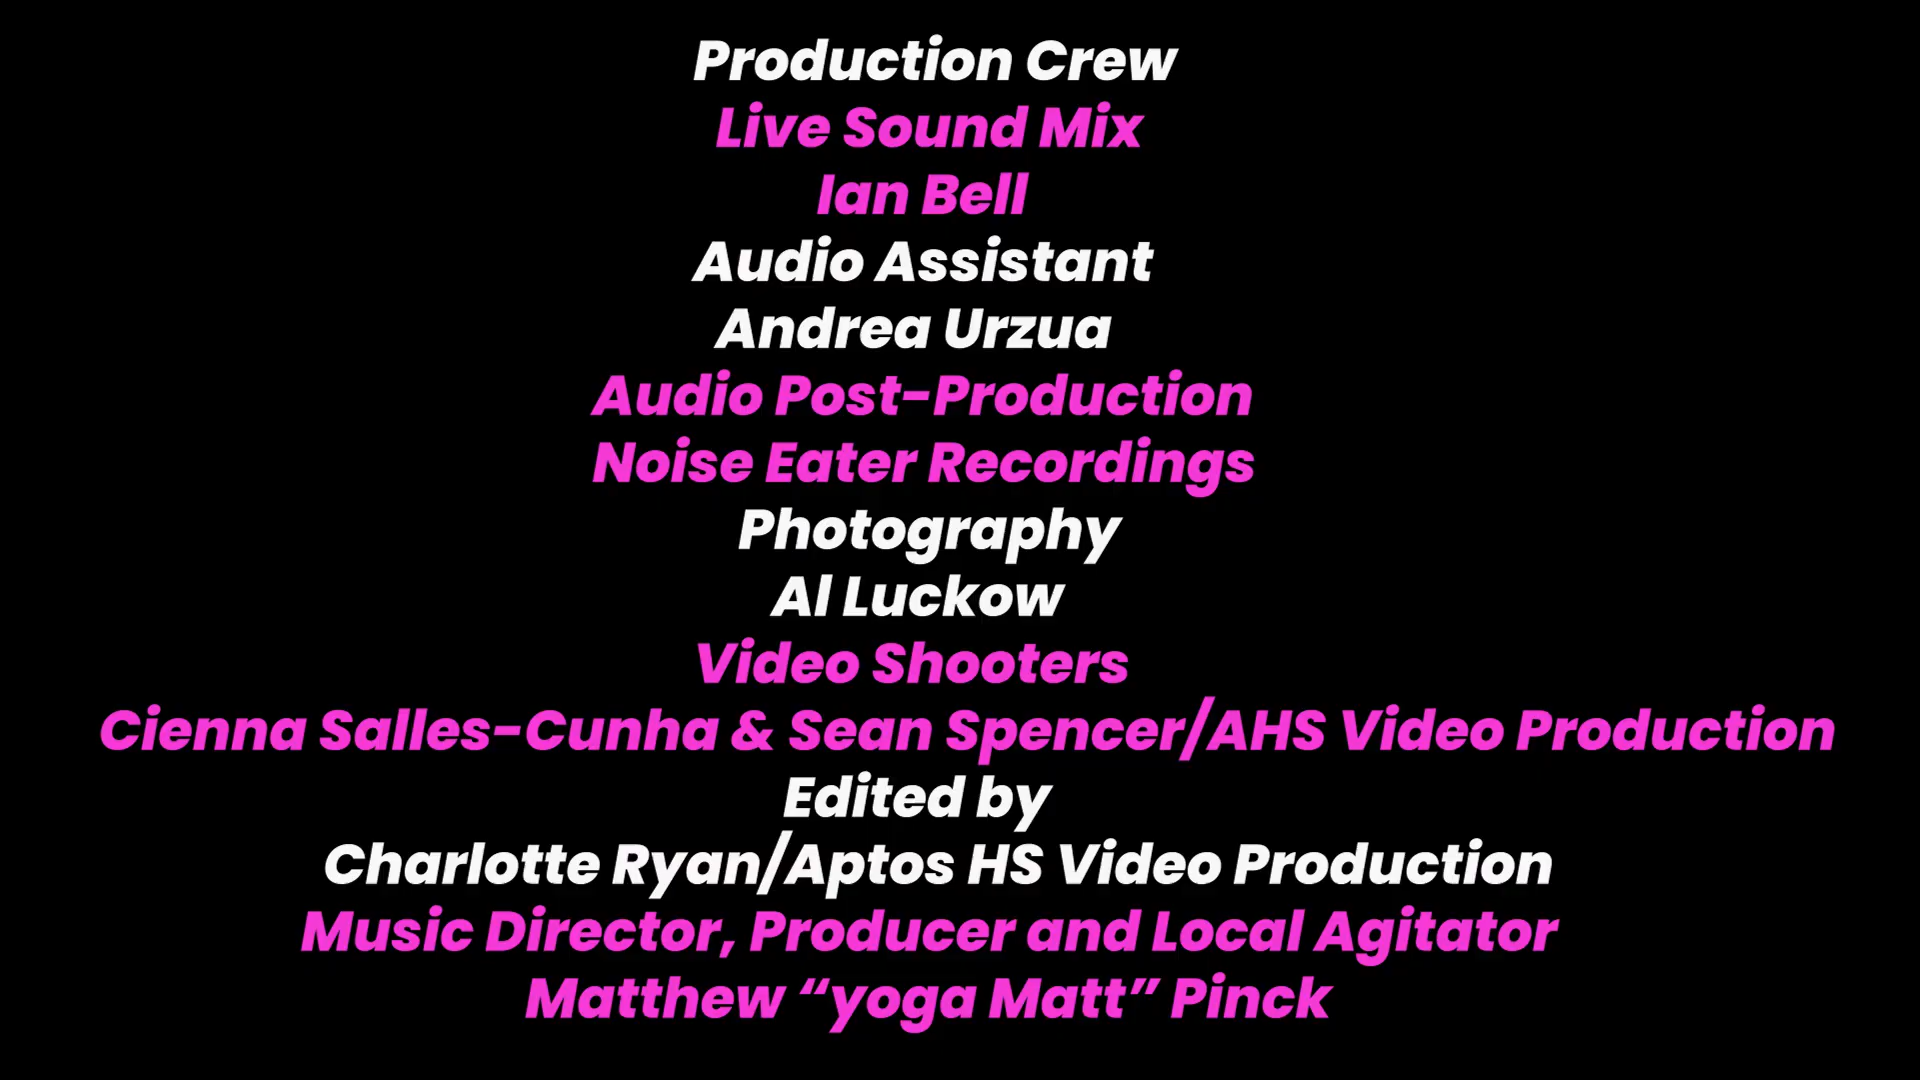 Production Crew
Live Sound Mix
Ian Bell
Audio Assistant
Andrea Urzua
Audio Post-Production
Noise Eater Recordings
Photography
Al Luckow
Video Shooters
Cienna Salles-Cunha & Sean Spencer/AHS Video Production
Edited by
Charlotte Ryan/Aptos HS Video Production
Music Director, Producer and Local Agitator
Matthew “yoga Matt” Pinck